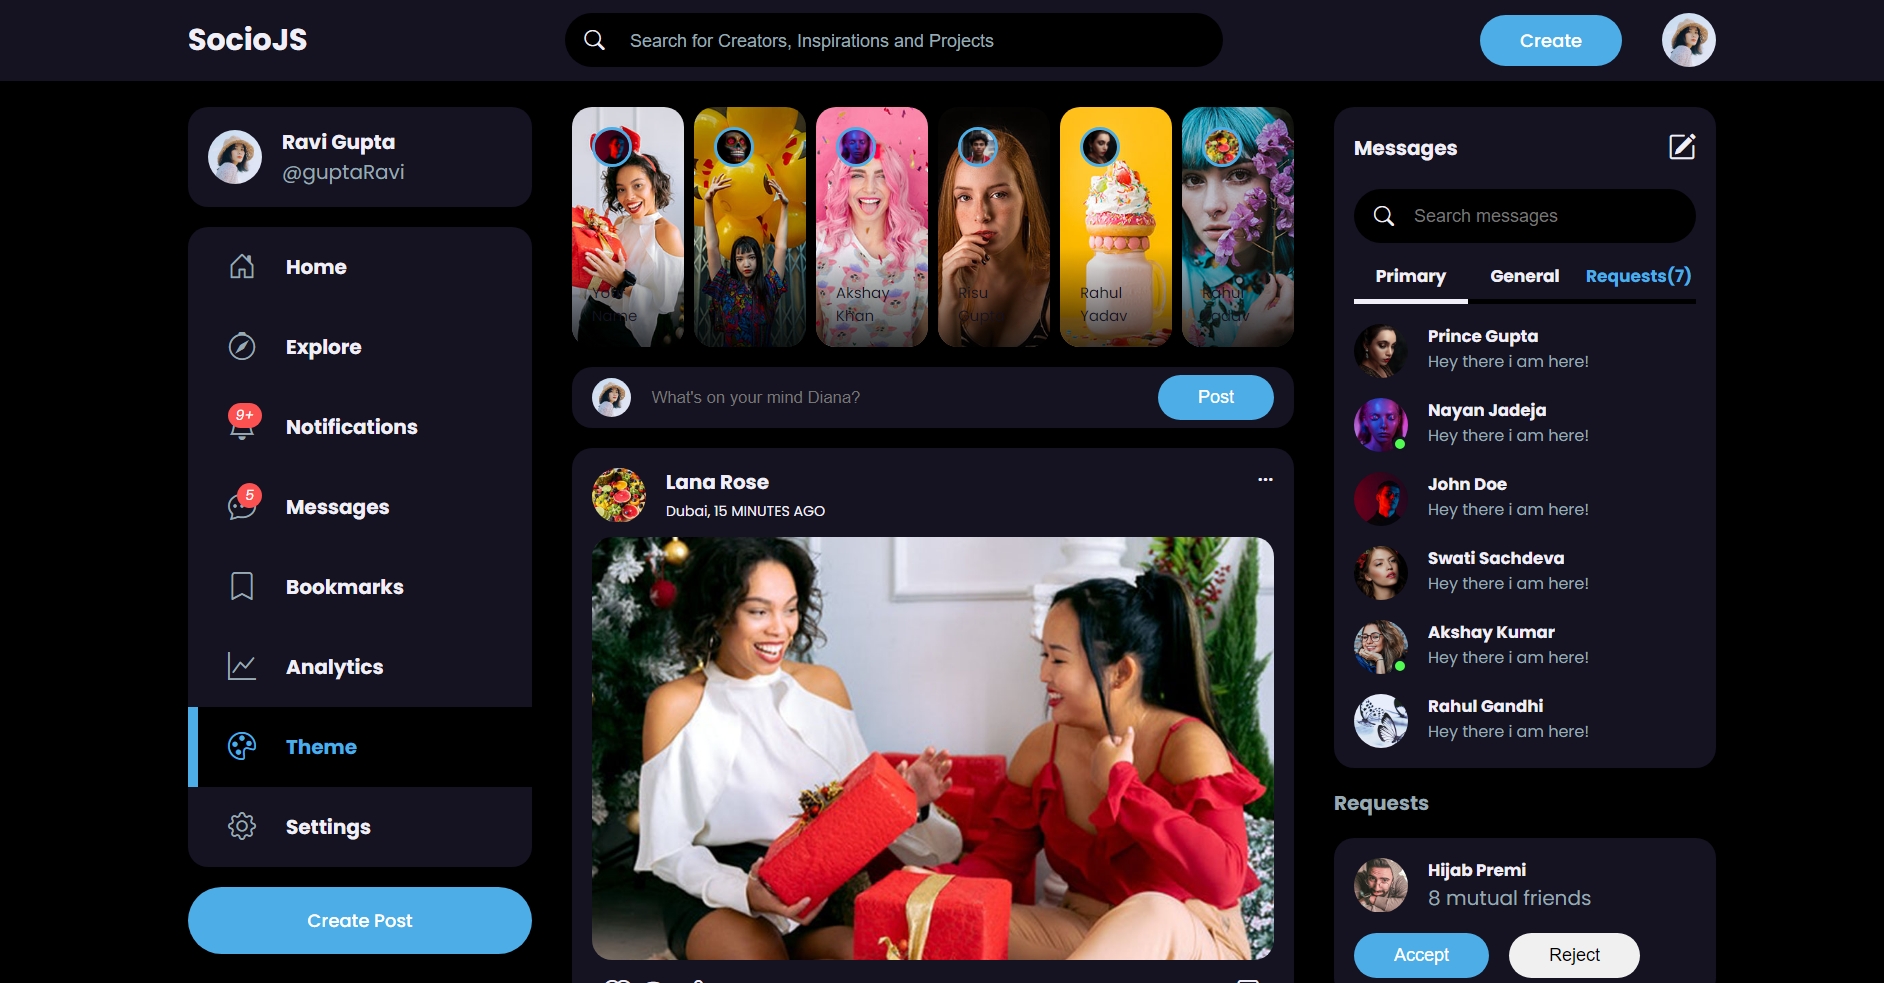 SocioJS
Search for Creators, Inspirations and Projects
Create
Ravi Gupta
@guptaRavi
Home
Explore
9+
Notifications
5
Messages
Bookmarks
Analytics
Theme
Settings
Create Post
Name
Akshay
Khan
Risu
Gupta
Rahul
Yadav
Rahul
Yadav
What's on your mind Diana?
Post
Lana Rose
Dubai, 15 MINUTES AGO
Messages
Search messages
Primary General Requests(7)
Prince Gupta
Hey there i am here!
Nayan Jadeja
Hey there i am here!
John Doe
Hey there i am here!
Swati Sachdeva
Hey there i am here!
Akshay Kumar
Hey there i am here!
Rahul Gandhi
Hey there i am here!
Requests
Hijab Premi
8 mutual friends
Accept
Reject